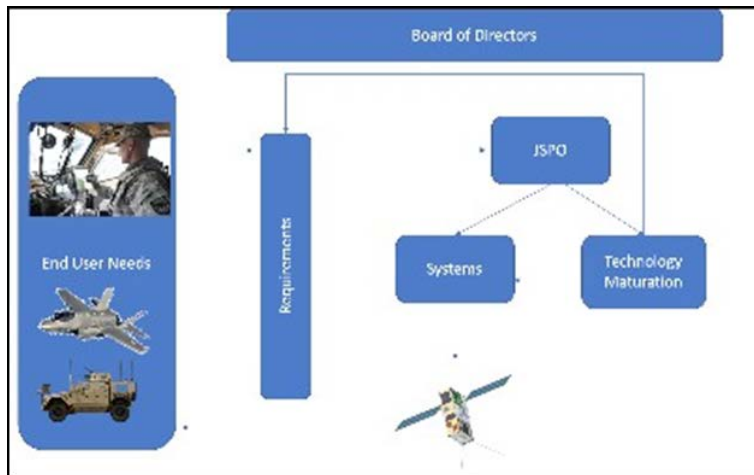 Board of Directors
JSPO
End User Needs
Requirements
Systems
Technology
Maturation